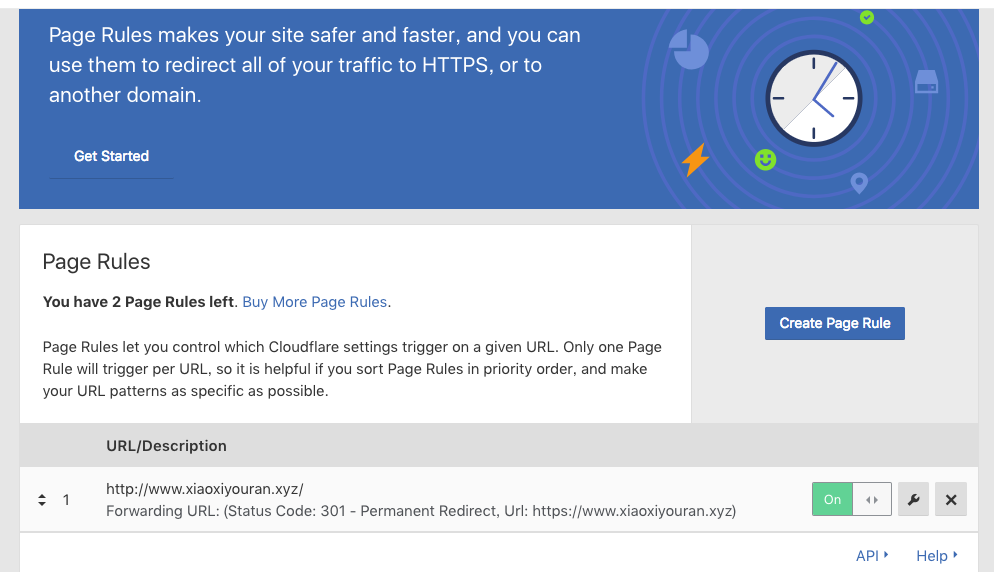 Page Rules makes your site safer and faster, and you can
use them to redirect all of your traffic to HTTPS, or to
another domain.
Get Started
Page Rules
You have 2 Page Rules left. Buy More Page Rules.
Create Page Rule
Page Rules let you control which Cloudflare settings trigger on a given URL. Only one Page
Rule will trigger per URL, so it is helpful if you sort Page Rules in priority order, and make
your URL patterns as specific as possible.
URL/Description
1
http://www.xiaoxiyouran.xyz/
Forwarding URL: (Status Code: 301 - Permanent Redirect, Url: https://www.xiaoxiyouran.xyz)
On
API
Help